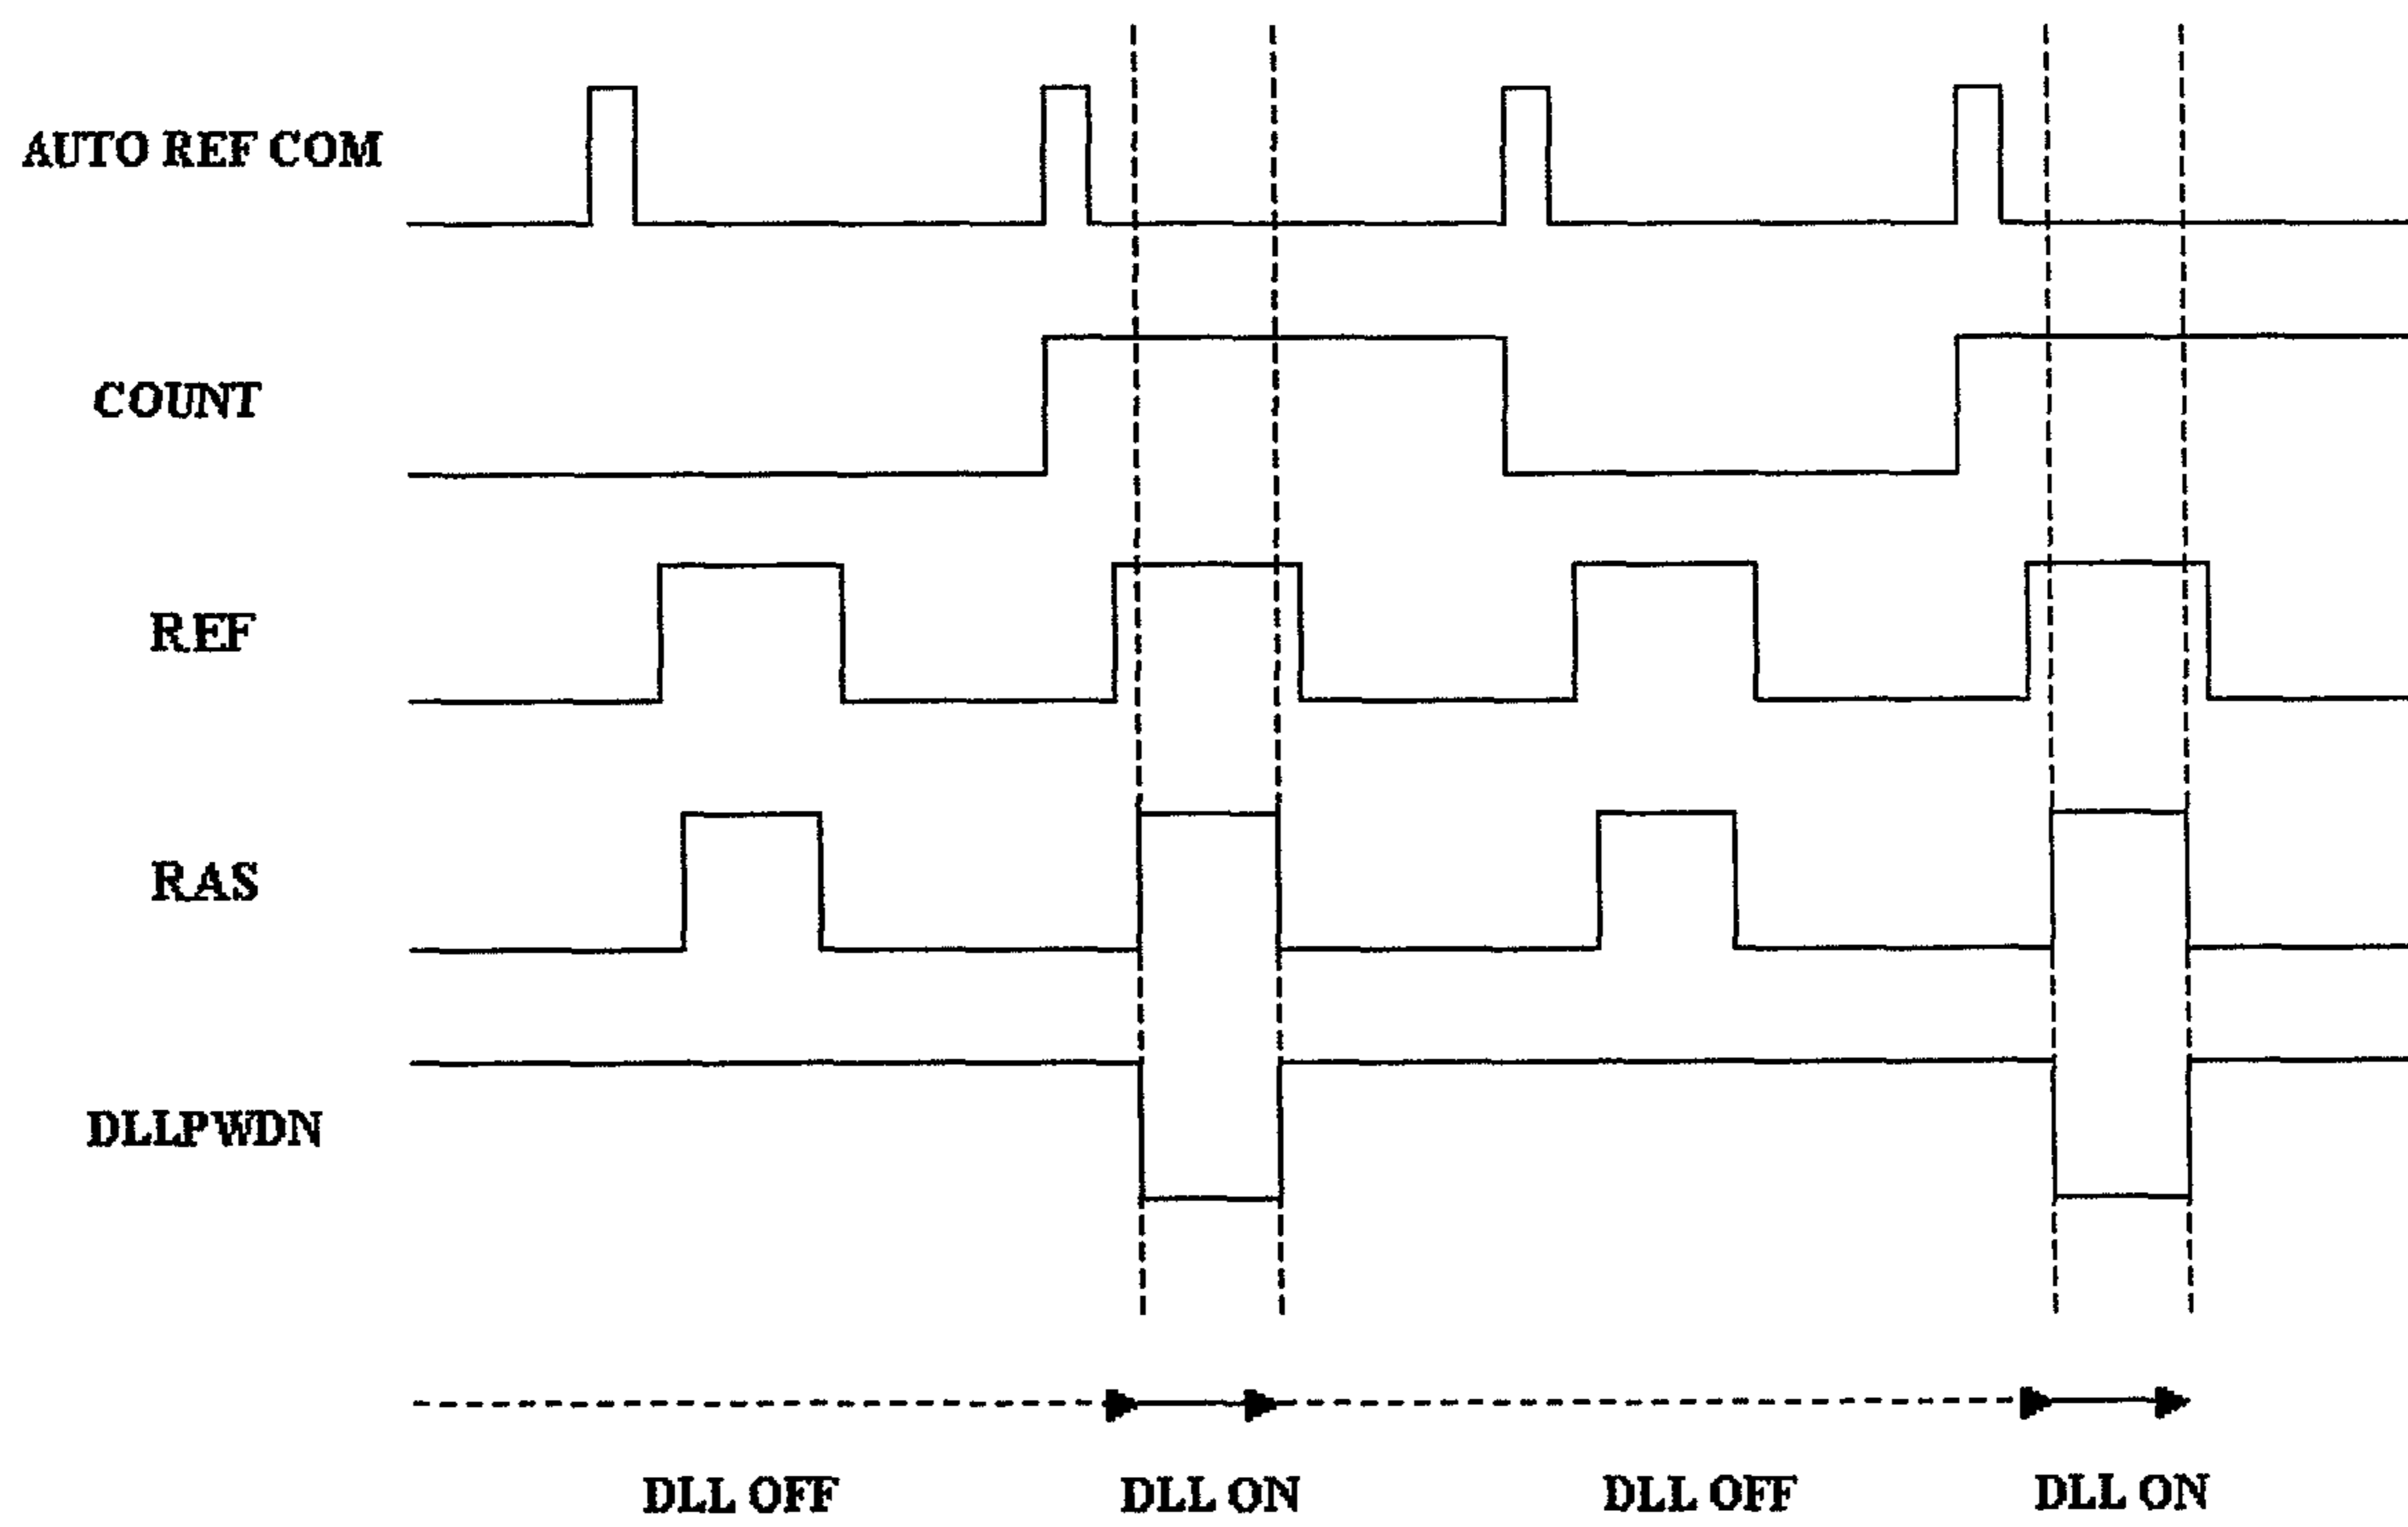 AUTO REF COM
COUNT
REF
RAS
DLLPWDN
DLL OFF
DLL ON
DLL OFF
DLL ON